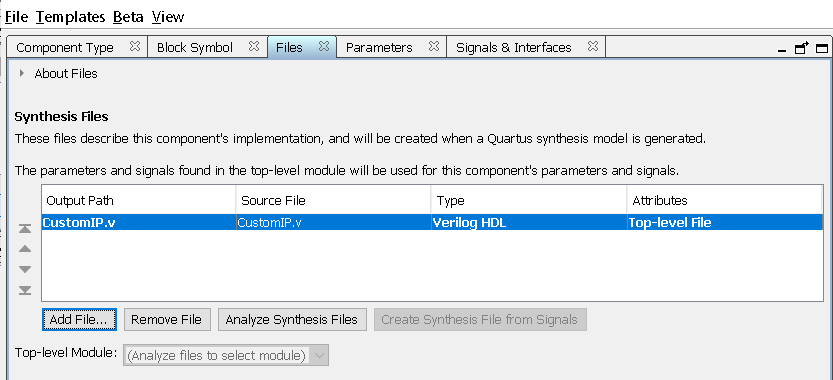 File Templates Beta View
Component Type Block Symbol Files Parameters Signals & Interfaces
About Files
Synthesis Files
These files describe this component's implementation, and will be created when a Quartus synthesis model is generated.
The parameters and signals found in the top-level module will be used for this component's parameters and signals.
Output Path Source File Type Attributes
CustomIP.v CustomIP.v Verilog HDL Top-level File
Add File... Remove File Analyze Synthesis Files Create Synthesis File from Signals
Top-level Module: (Analyze files to select module)